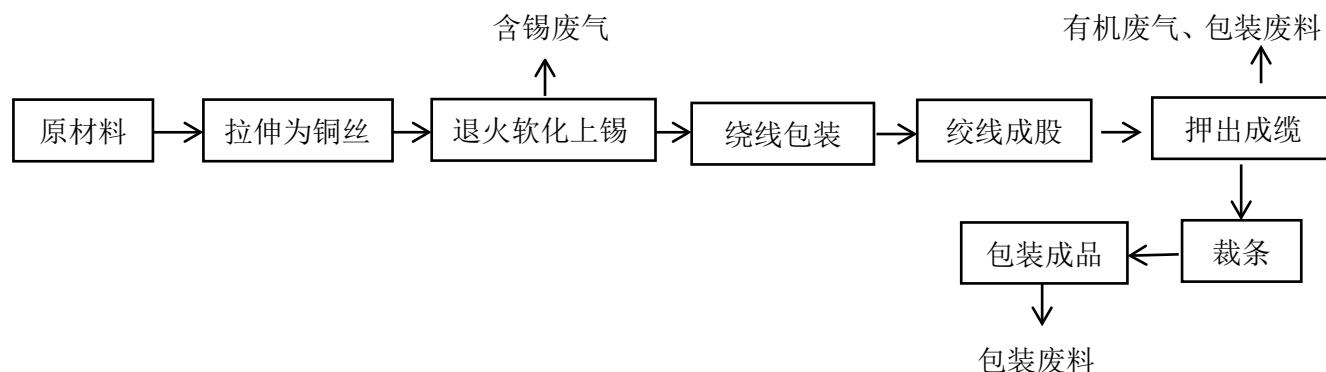 含锡废气
有机废气、包装废料
原材料
拉伸为铜丝
退火软化上锡
绕线包装
绞线成股
押出成缆
包装成品
裁条
包装废料